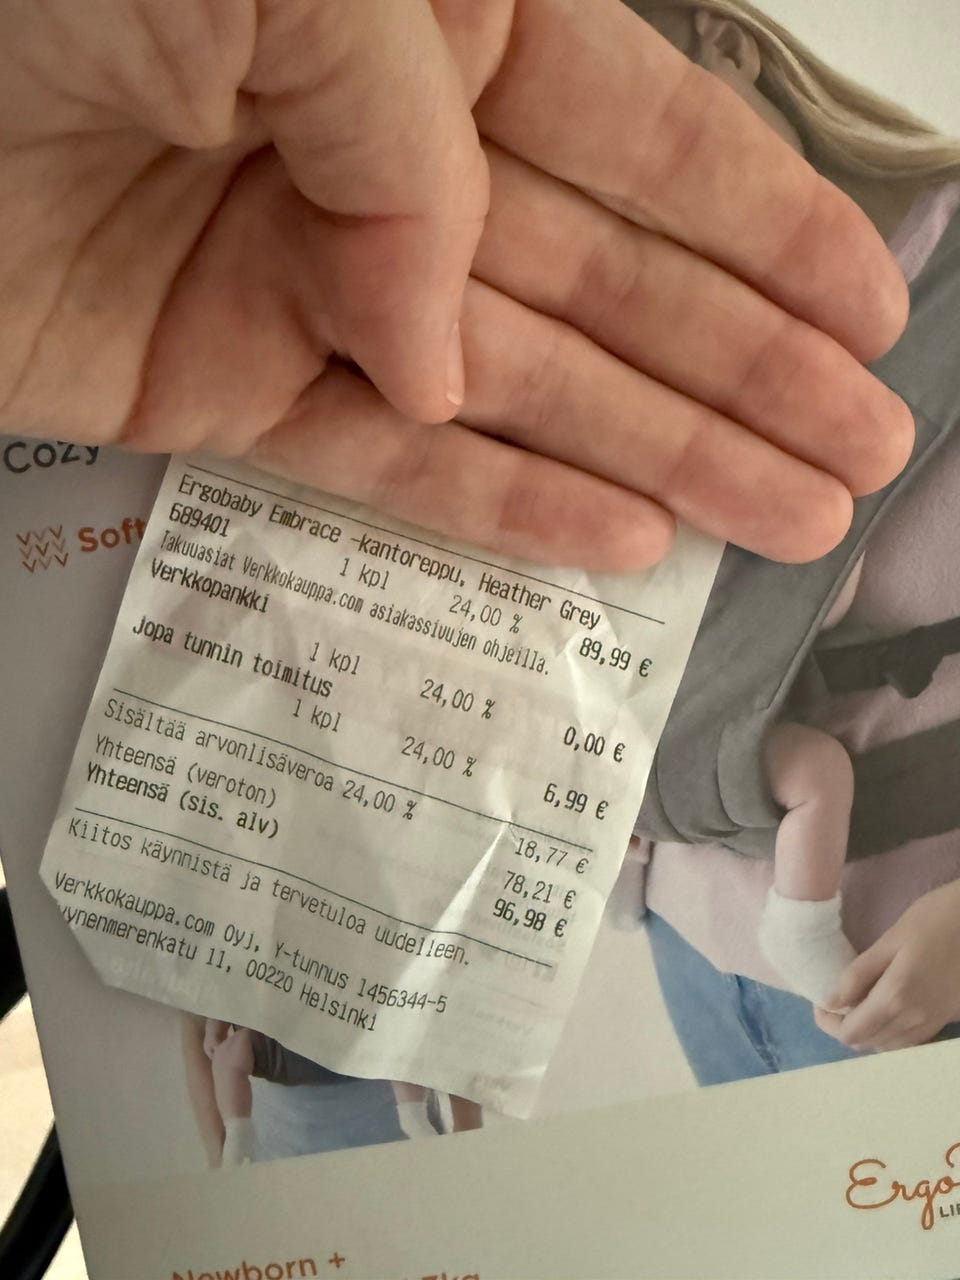 Cozy
Soft
Ergobaby Embrace -kantoreppu, Heather Grey
689401 1 kpl 24,00 % 89,99 €
Takuuasiat Verkkokauppa.com asiakassivujen ohjeilla.
Verkkopankki
1 kpl 24,00 % 0,00 €
Jopa tunnin toimitus
1 kpl 24,00 % 6,99 €
Sisältää arvonlisäveroa 24,00 % 18,77 €
Yhteensä (veroton) 78,21 €
Yhteensä (sis. alv) 96,98 €
Kiitos käynnistä ja tervetuloa uudelleen.
Verkkokauppa.com Oyj, Y-tunnus 1456344-5
ynenmerenkatu 11, 00220 Helsinki
Ergo
Newborn +